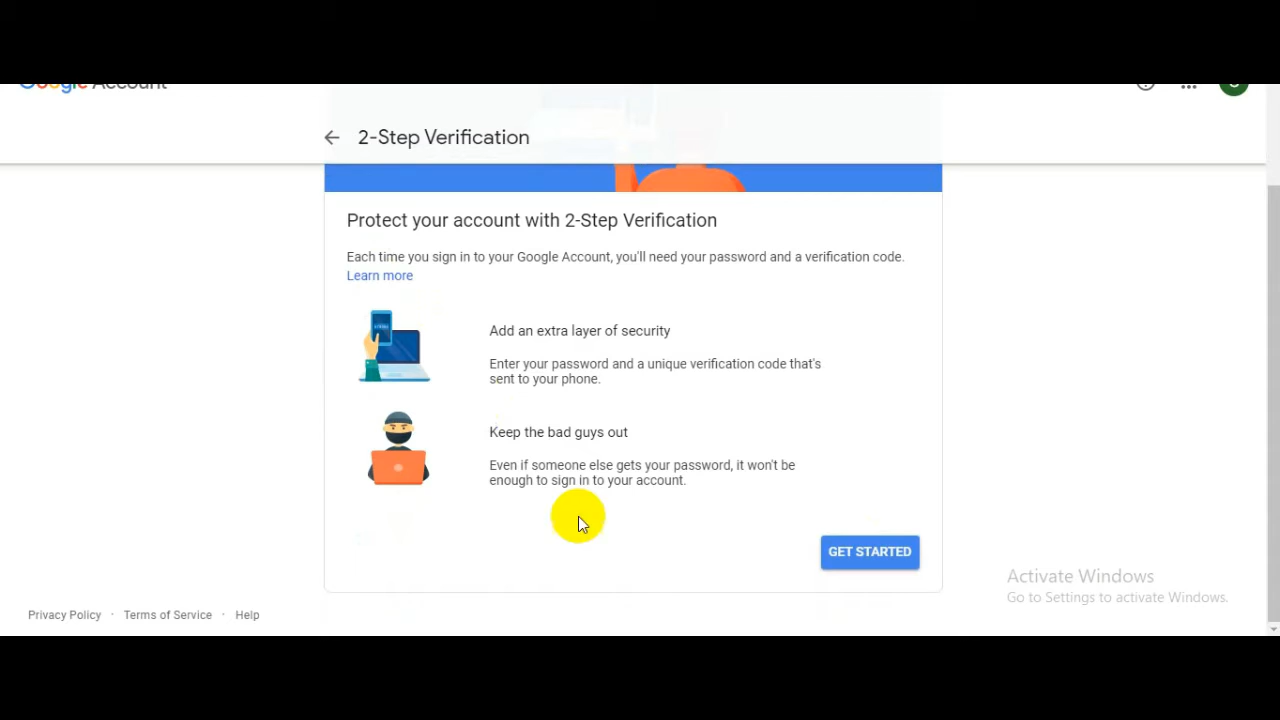 Google Account
2-Step Verification
Protect your account with 2-Step Verification
Each time you sign in to your Google Account, you'll need your password and a verification code.
Learn more
Add an extra layer of security
Enter your password and a unique verification code that's
sent to your phone.
Keep the bad guys out
Even if someone else gets your password, it won't be
enough to sign in to your account.
GET STARTED
Activate Windows
Go to Settings to activate Windows.
Privacy Policy · Terms of Service · Help